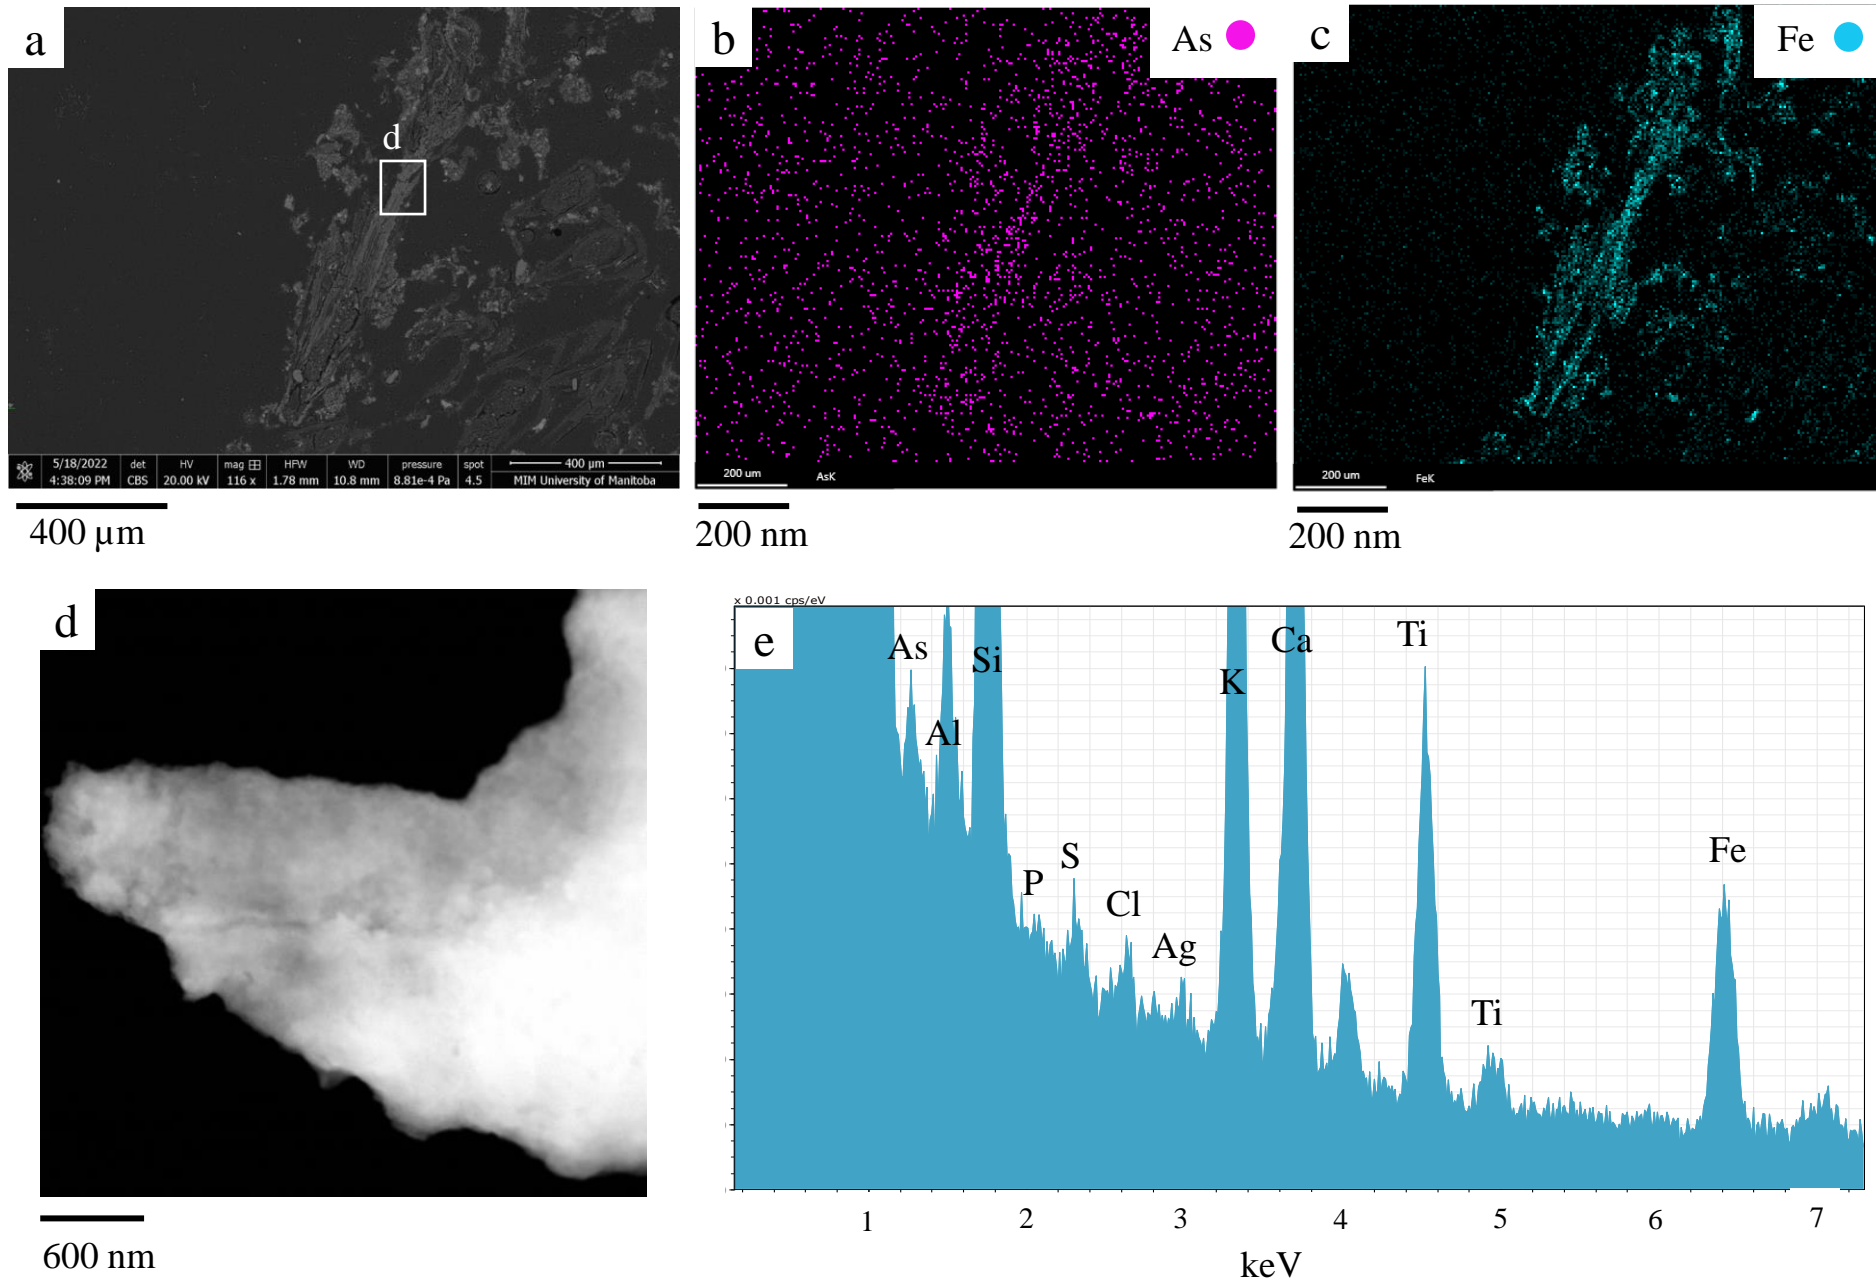 a
d
5/18/2022
4:38:09 PM
det
CBS
HV
20.00 kV
mag
116 x
HFW
1.78 mm
WD
10.8 mm
pressure
8.81e-4 Pa
spot
4.5
400 µm
MIM University of Manitoba
400 µm
b
As
200 um
AsK
200 nm
c
Fe
200 um
FeK
200 nm
d
600 nm
x 0.001 cps/eV
e
As
Al
Si
P
S
Cl
Ag
K
Ca
Ti
Ti
Fe
1 2 3 4 5 6 7
keV